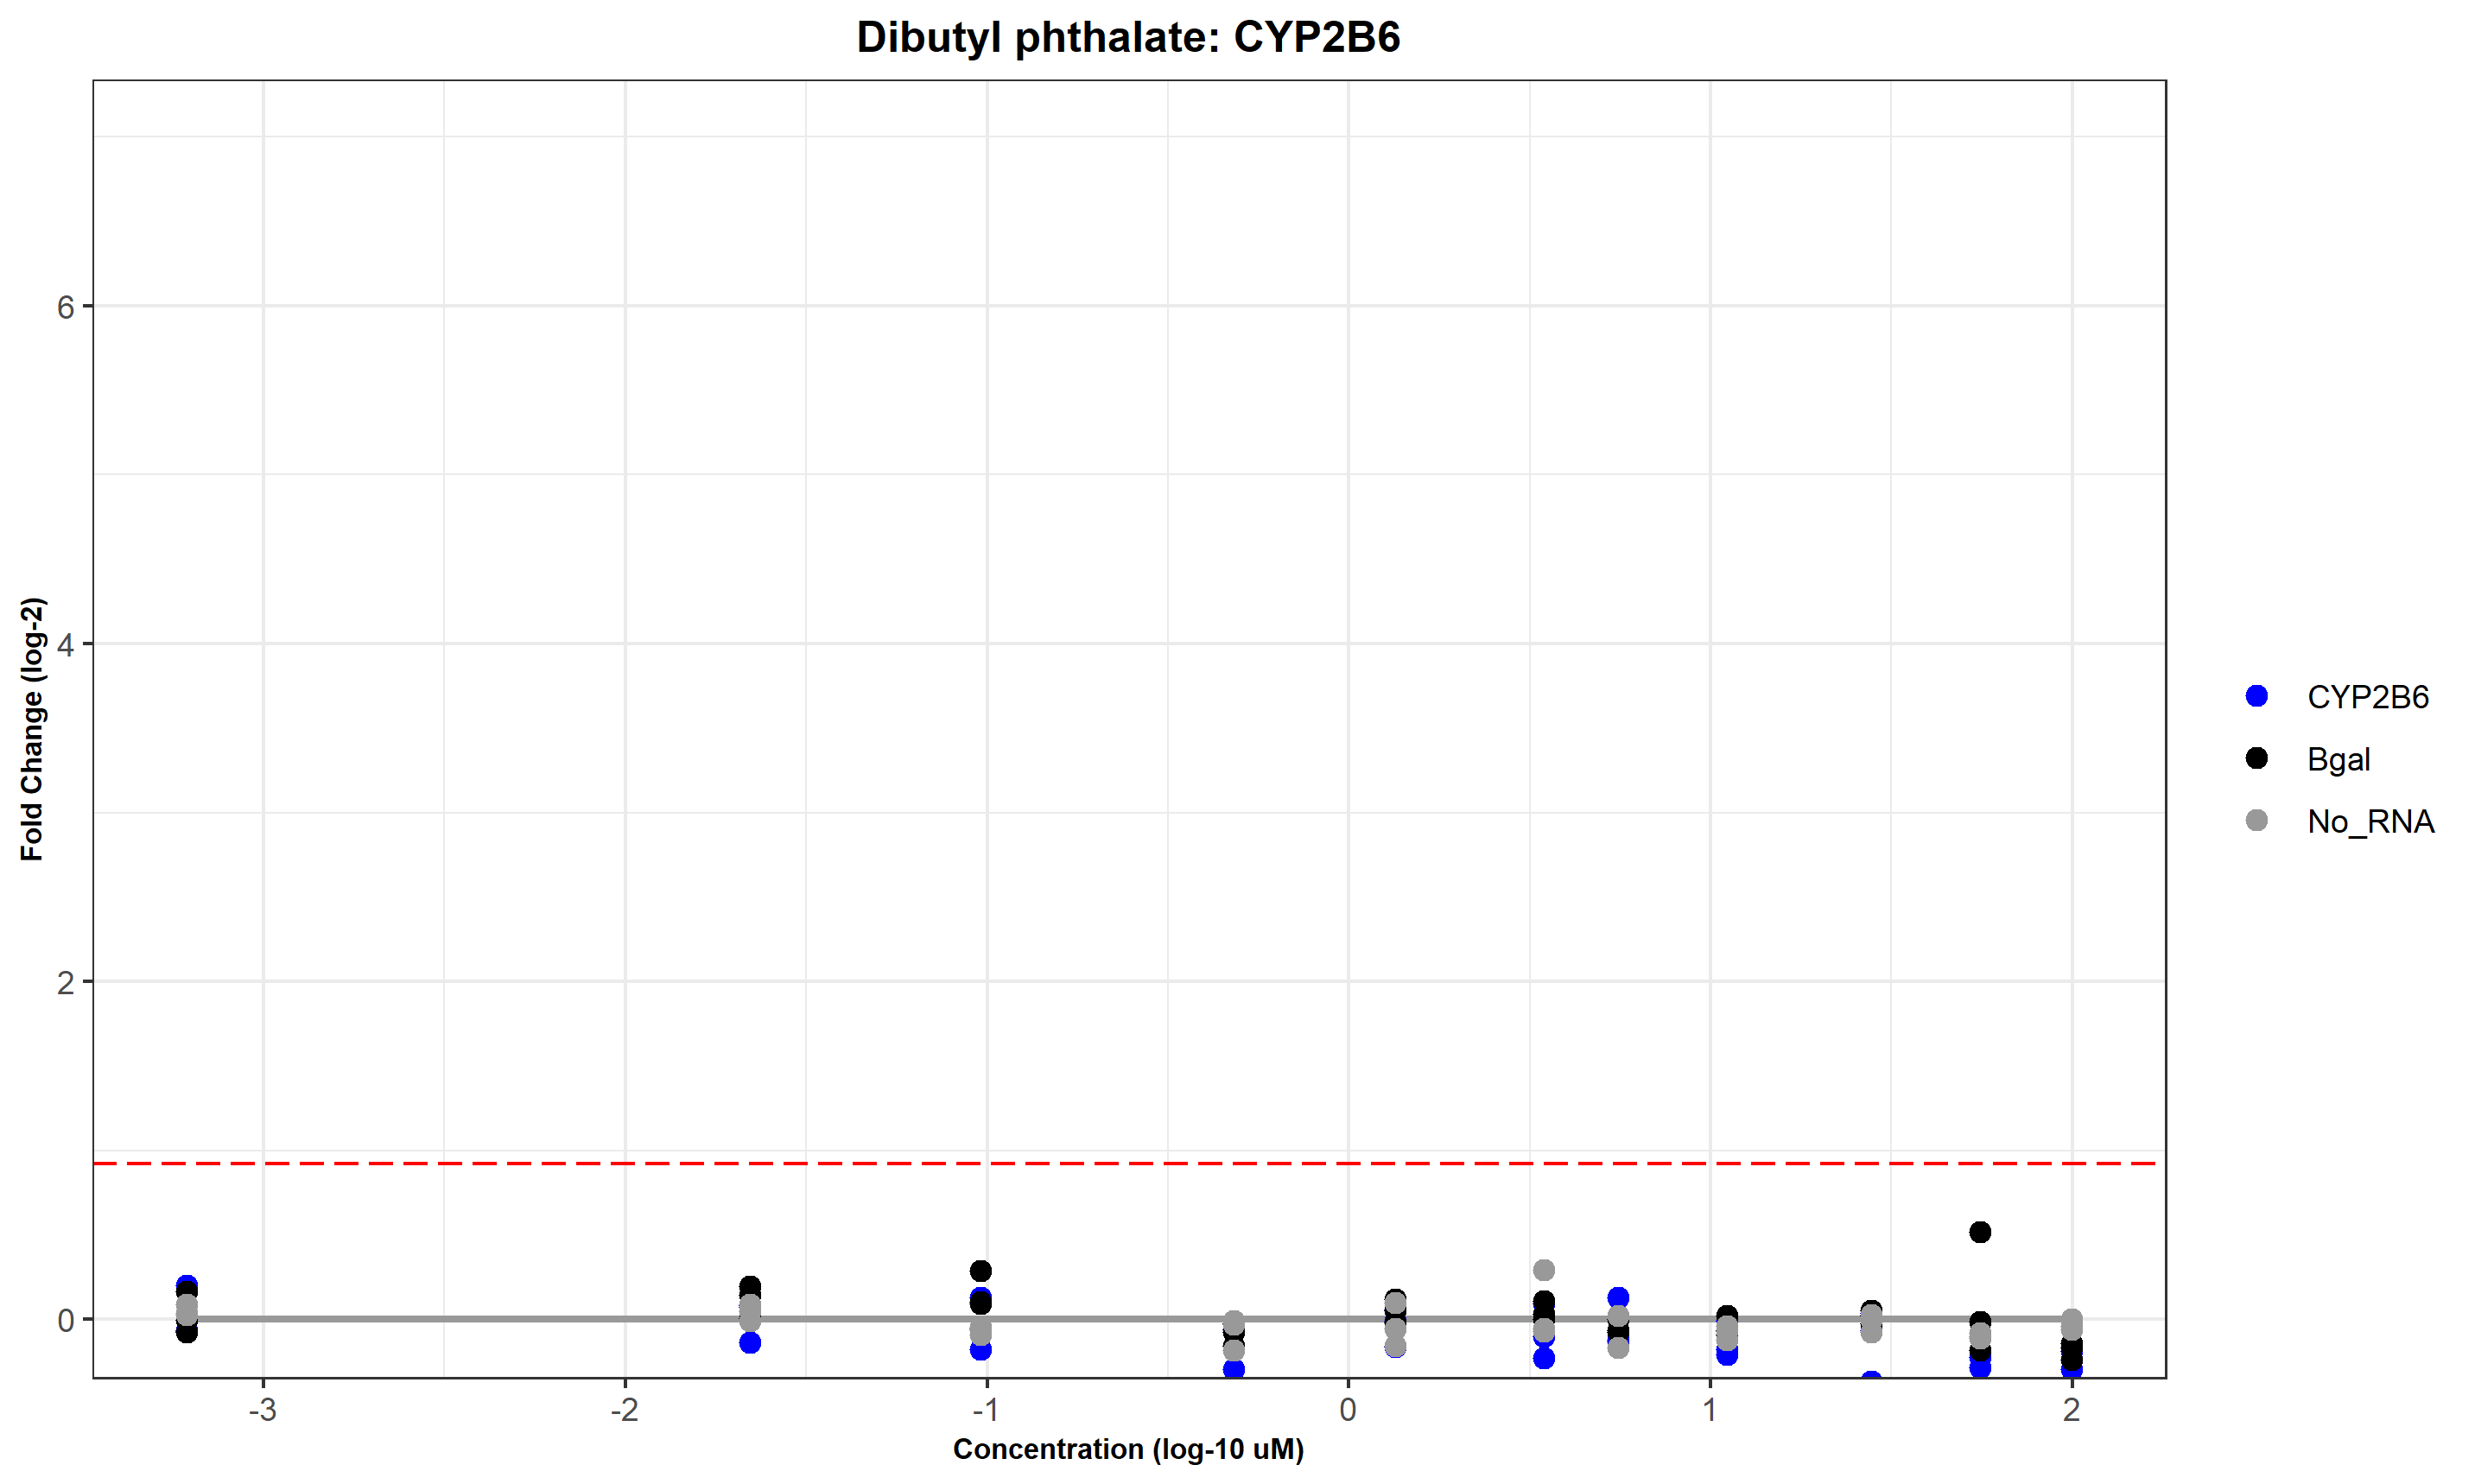 Dibutyl phthalate: CYP2B6
Fold Change (log-2)
6
4
2
0
-3
-2
-1
0
1
2
Concentration (log-10 uM)
CYP2B6
Bgal
No_RNA